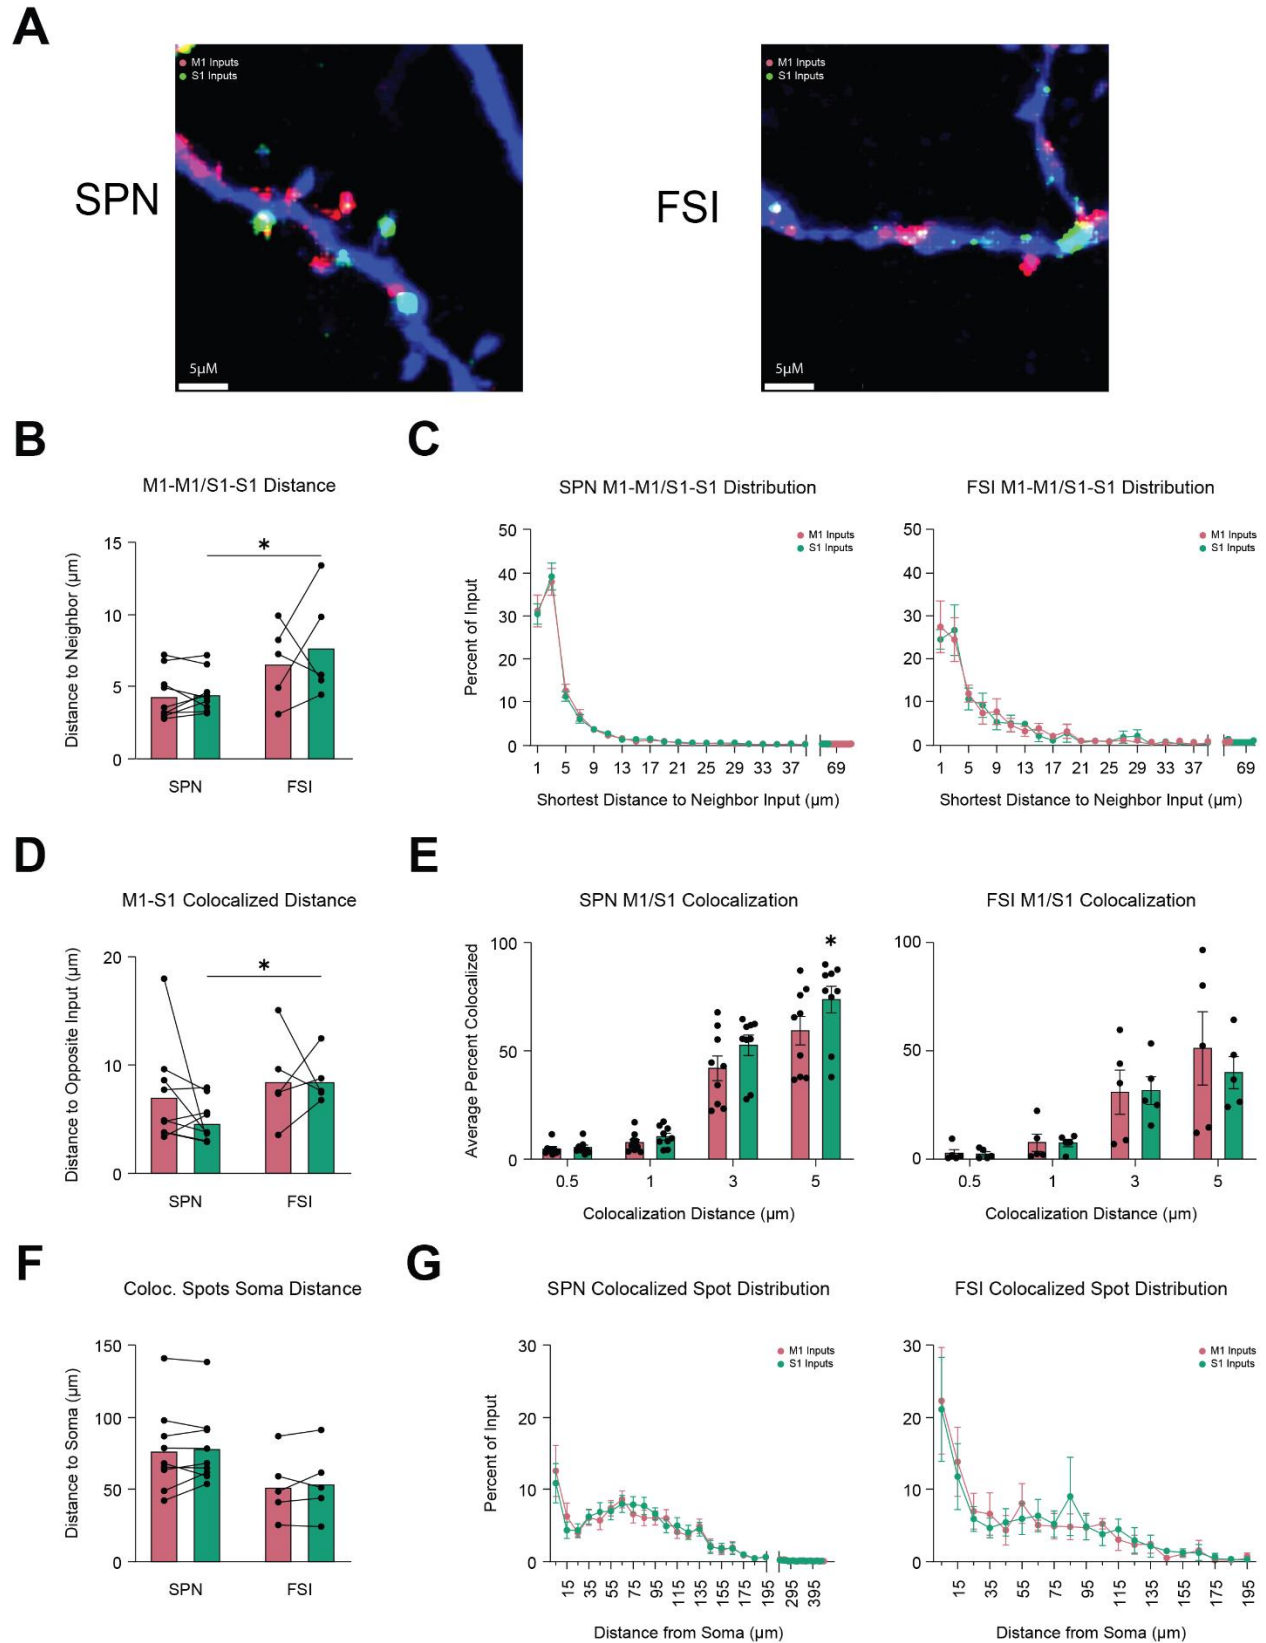 A
M1 Inputs
S1 Inputs
SPN
5µM
M1 Inputs
S1 Inputs
FSI
5µM
B
M1-M1/S1-S1 Distance
Distance to Neighbor (µm)
15
10
5
0
*
SPN
FSI
C
SPN M1-M1/S1-S1 Distribution
Percent of Input
50
40
30
20
10
0
M1 Inputs
S1 Inputs
1 5 9 13 17 21 25 29 33 37 69
Shortest Distance to Neighbor Input (µm)
FSI M1-M1/S1-S1 Distribution
50
40
30
20
10
0
M1 Inputs
S1 Inputs
1 5 9 13 17 21 25 29 33 37 69
Shortest Distance to Neighbor Input (µm)
D
M1-S1 Colocalized Distance
Distance to Opposite Input (µm)
20
10
0
*
SPN
FSI
E
SPN M1/S1 Colocalization
Average Percent Colocalized
100
50
0
*
0.5 1 3 5
Colocalization Distance (µm)
FSI M1/S1 Colocalization
100
50
0
0.5 1 3 5
Colocalization Distance (µm)
F
Coloc. Spots Soma Distance
Distance to Soma (µm)
150
100
50
0
SPN
FSI
G
SPN Colocalized Spot Distribution
Percent of Input
30
20
10
0
M1 Inputs
S1 Inputs
15 35 55 75 95 115 135 155 175 195 295 395
Distance from Soma (µm)
FSI Colocalized Spot Distribution
30
20
10
0
M1 Inputs
S1 Inputs
15 35 55 75 95 115 135 155 175 195
Distance from Soma (µm)